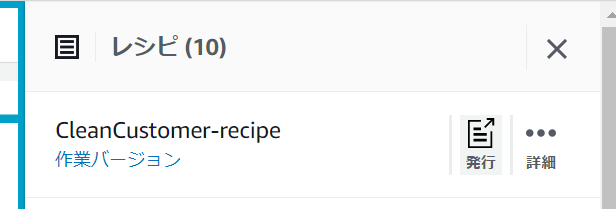 レシピ (10)
CleanCustomer-recipe
作業バージョン
発行
詳細